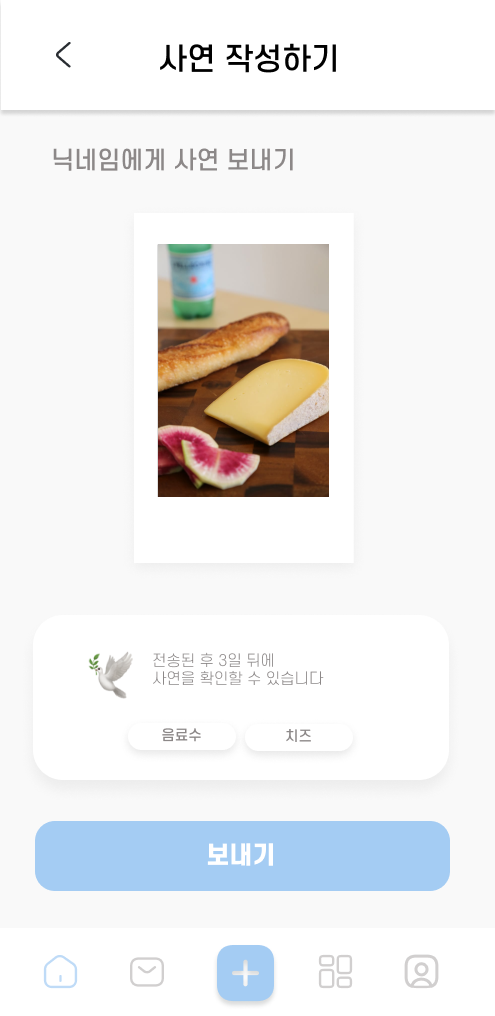 사연 작성하기
닉네임에게 사연 보내기
전송된 후 3일 뒤에
사연을 확인할 수 있습니다
음료수
치즈
보내기